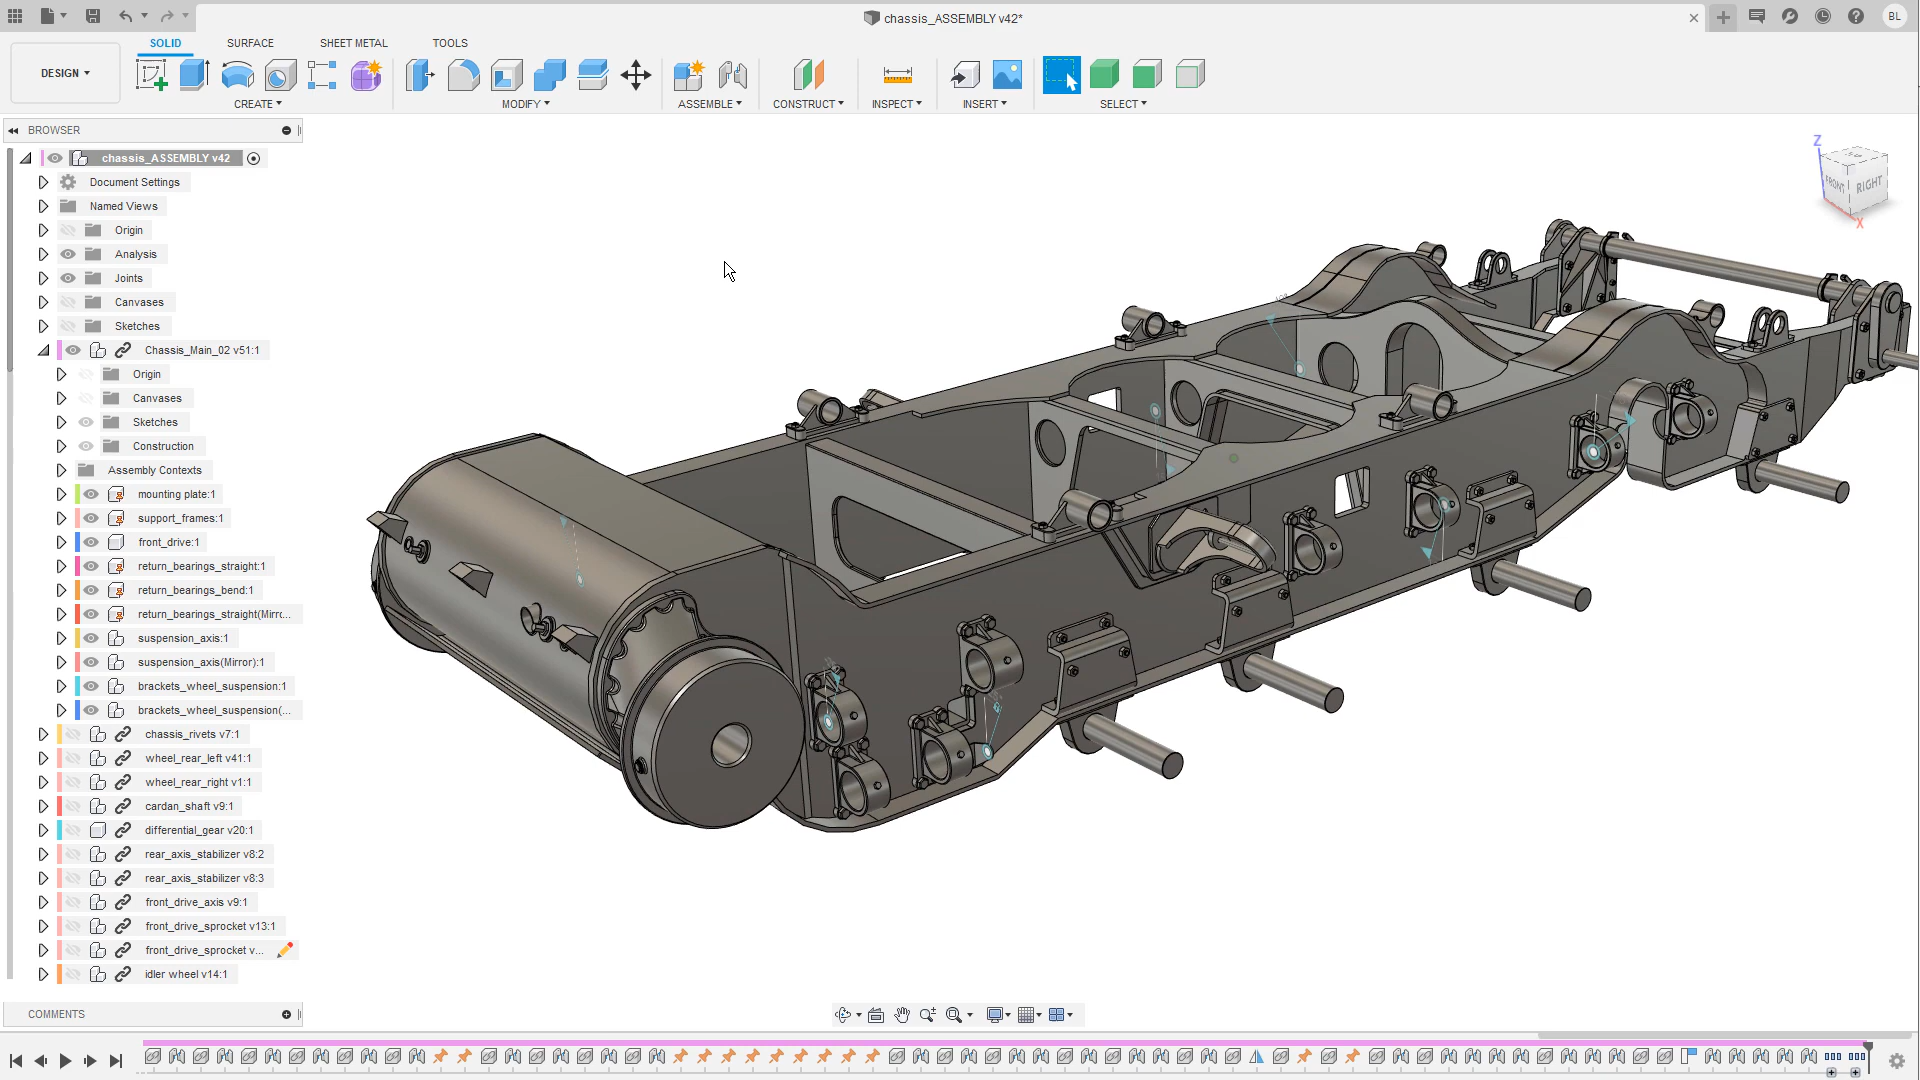 chassis_ASSEMBLY v42*
BL
SOLID
SURFACE
SHEET METAL
TOOLS
DESIGN
CREATE
MODIFY
ASSEMBLE
CONSTRUCT
INSPECT
INSERT
SELECT
BROWSER
chassis_ASSEMBLY v42
Document Settings
Named Views
Origin
Analysis
Joints
Canvases
Sketches
Chassis_Main_02 v51:1
Origin
Canvases
Sketches
Construction
Assembly Contexts
mounting plate:1
support_frames:1
front_drive:1
return_bearings_straight:1
return_bearings_bend:1
return_bearings_straight(Mirr...
suspension_axis:1
suspension_axis(Mirror):1
brackets_wheel_suspension:1
brackets_wheel_suspension(...
chassis_rivets v7:1
wheel_rear_left v41:1
wheel_rear_right v1:1
cardan_shaft v9:1
differential_gear v20:1
rear_axis_stabilizer v8:2
rear_axis_stabilizer v8:3
front_drive_axis v9:1
front_drive_sprocket v13:1
front_drive_sprocket v...
idler wheel v14:1
COMMENTS
Z
FRONT
RIGHT
X